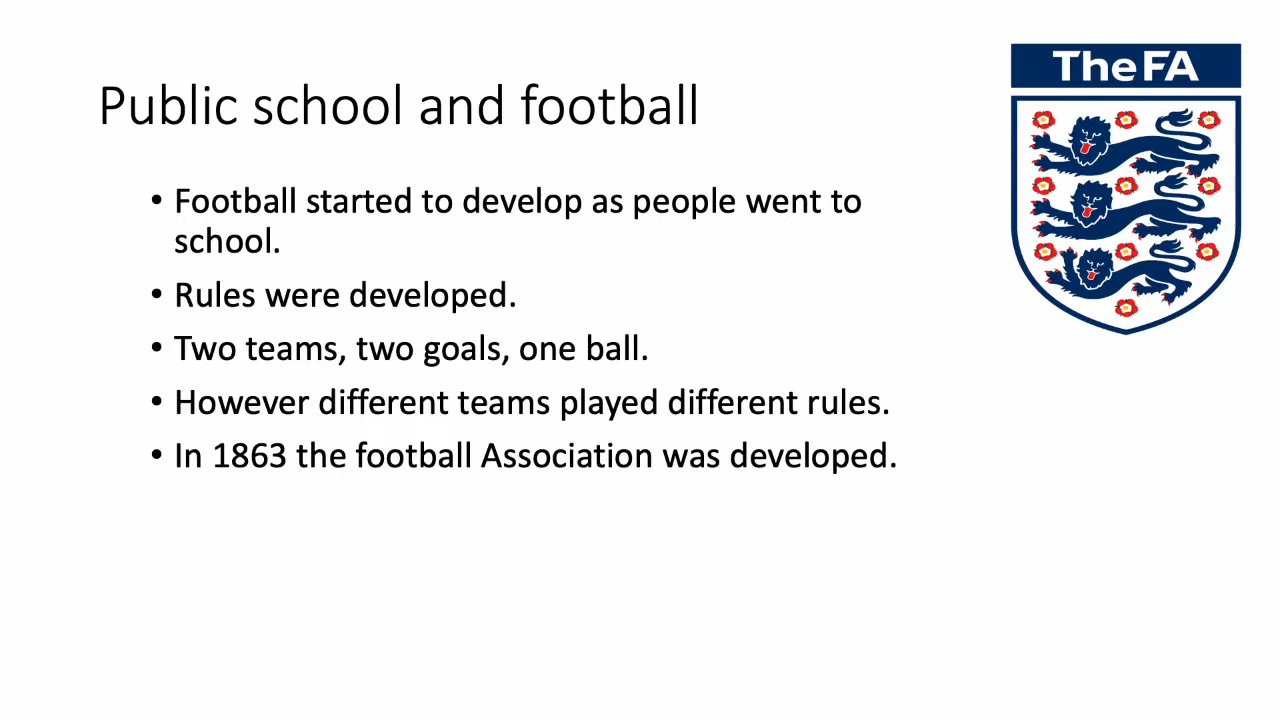 Public school and football
The FA
• Football started to develop as people went to
school.
• Rules were developed.
• Two teams, two goals, one ball.
• However different teams played different rules.
• In 1863 the football Association was developed.